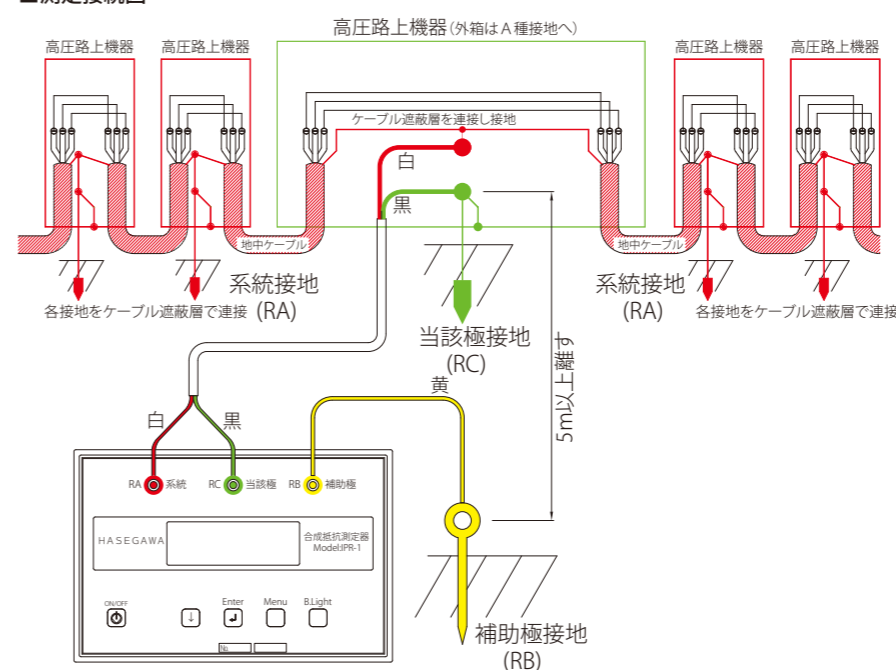 高圧路上機器(外箱はA種接地へ)
高圧路上機器
高圧路上機器
高圧路上機器
高圧路上機器
ケーブル遮蔽層を連接し接地
白
黒
地中ケーブル
地中ケーブル
系統接地
(RA)
各接地をケーブル遮蔽層で連接
系統接地
(RA)
各接地をケーブル遮蔽層で連接
当該極接地
(RC)
5m以上離す
黄
白
黒
RA 系統
RC 当該極
RB 補助極
HASEGAWA
合成抵抗測定器
Model:IPR-1
ON/OFF
↓
Enter
Menu
B.Light
No.
補助極接地
(RB)